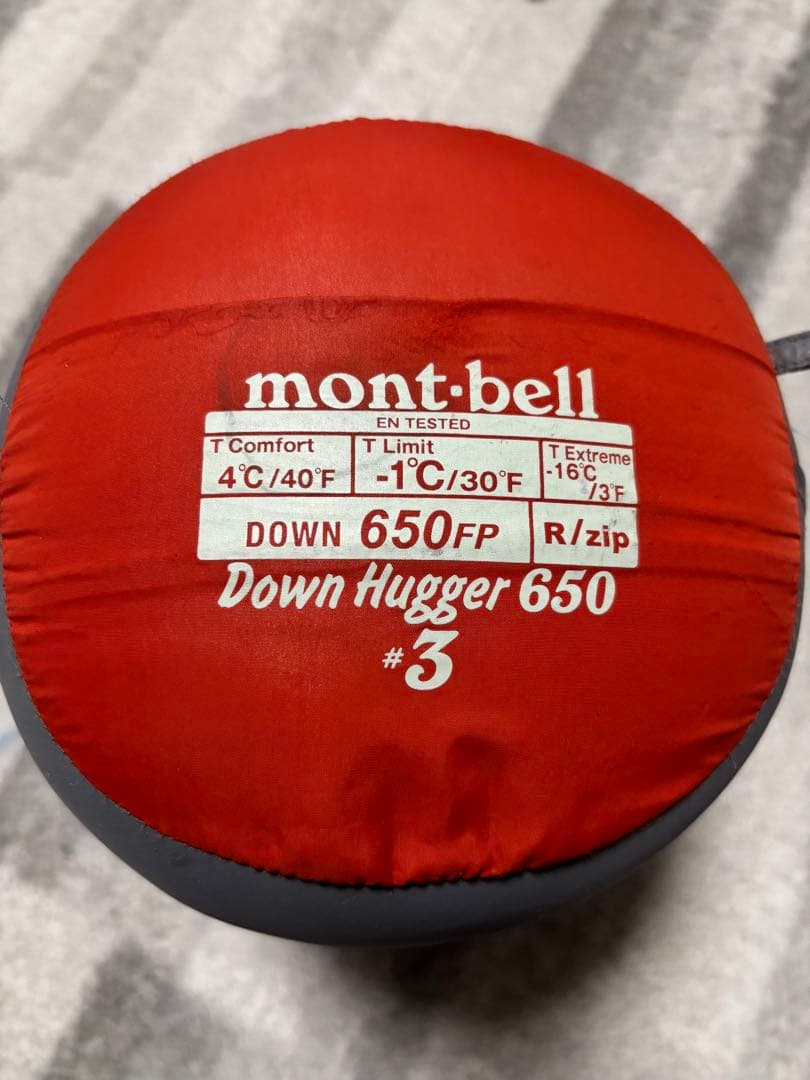 mont-bell
EN TESTED
T Comfort
4°C/40°F
T Limit
-1°C/30°F
T Extreme
-16°C
/3°F
DOWN 650FP
R/zip
Down Hugger 650
#3